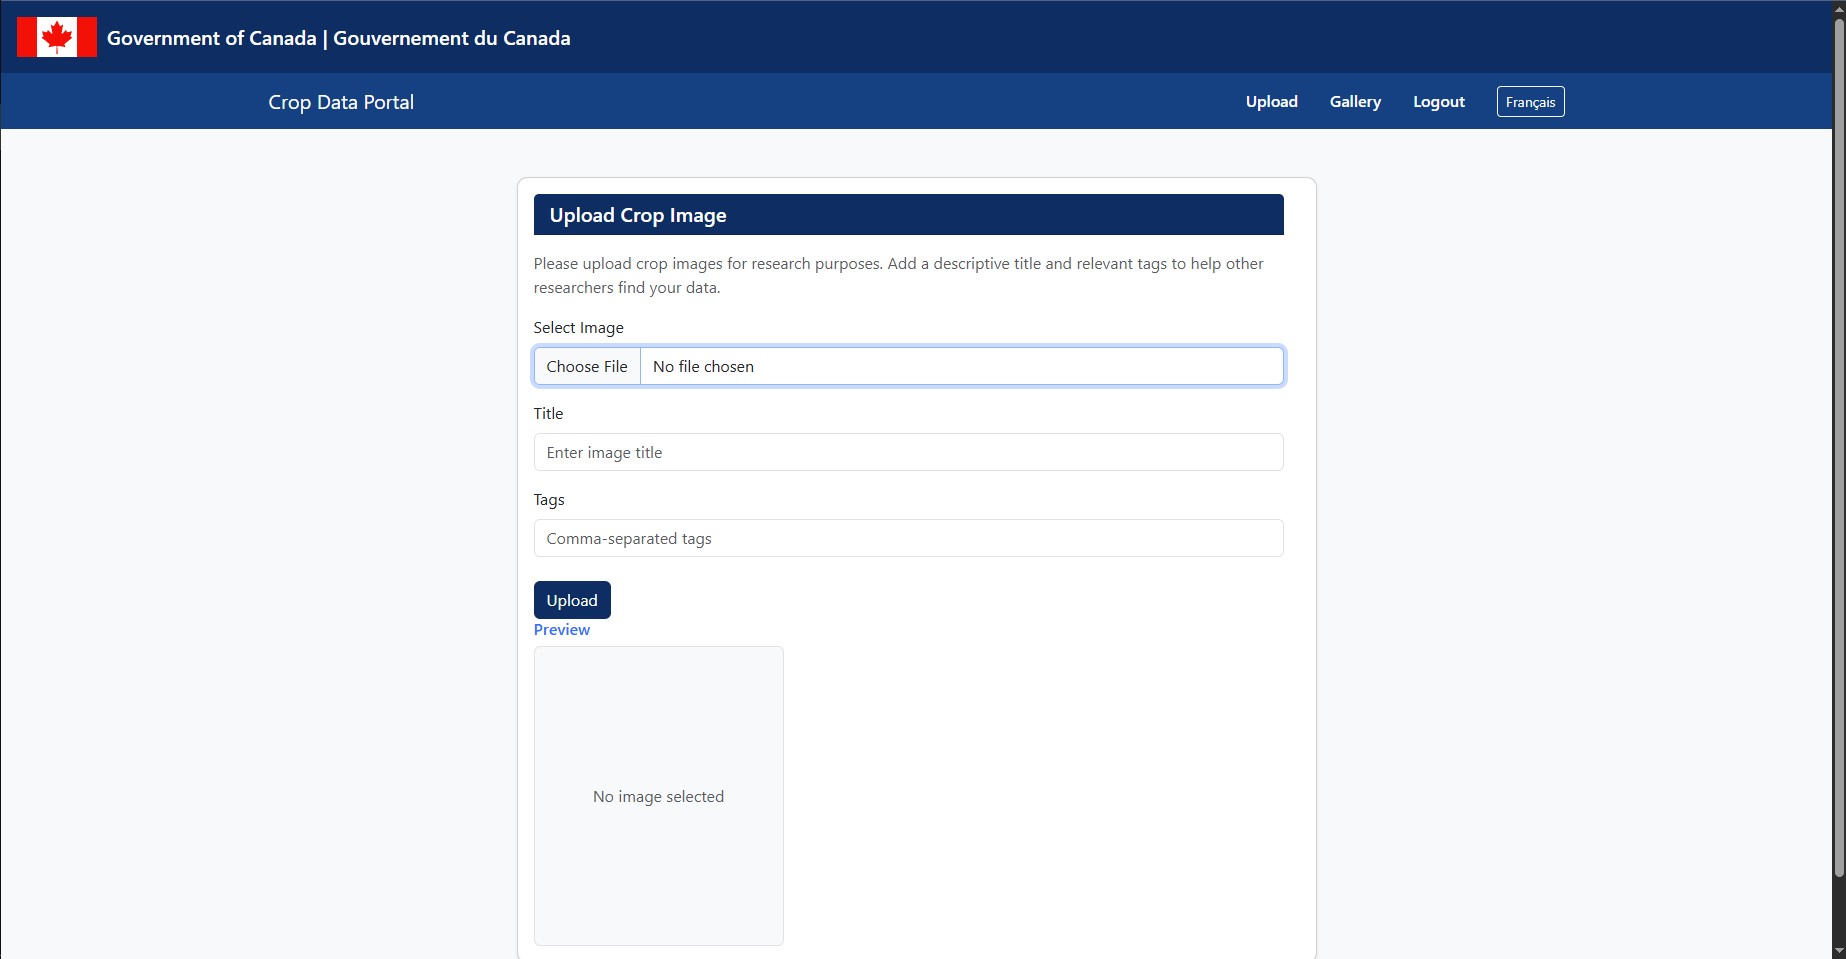 Government of Canada | Gouvernement du Canada
Crop Data Portal
Upload
Gallery
Logout
Français
Upload Crop Image
Please upload crop images for research purposes. Add a descriptive title and relevant tags to help other
researchers find your data.
Select Image
Choose File
No file chosen
Title
Enter image title
Tags
Comma-separated tags
Upload
Preview
No image selected